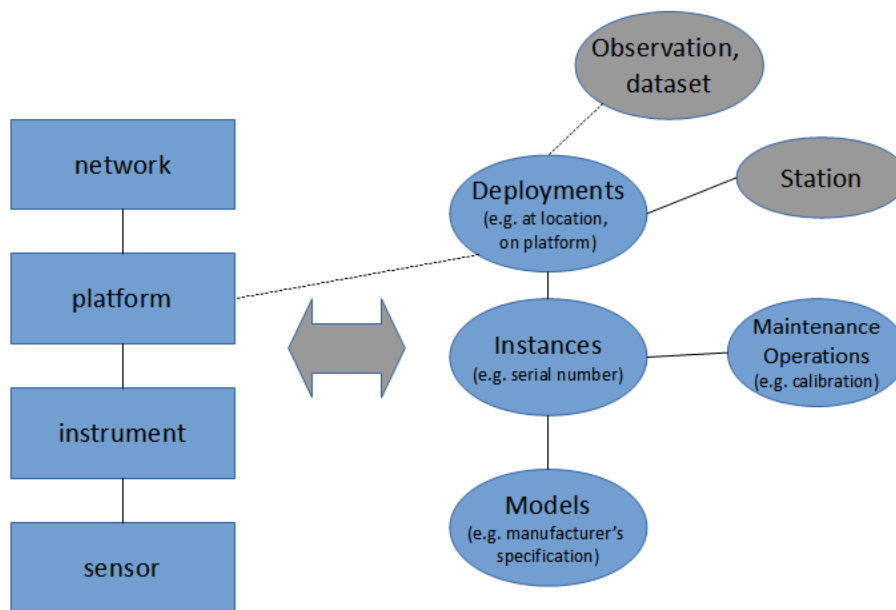 Observation,
dataset
network
Deployments
(e.g. at location,
on platform)
Station
platform
Instances
(e.g. serial number)
Maintenance
Operations
(e.g. calibration)
instrument
Models
(e.g. manufacturer's
specification)
sensor